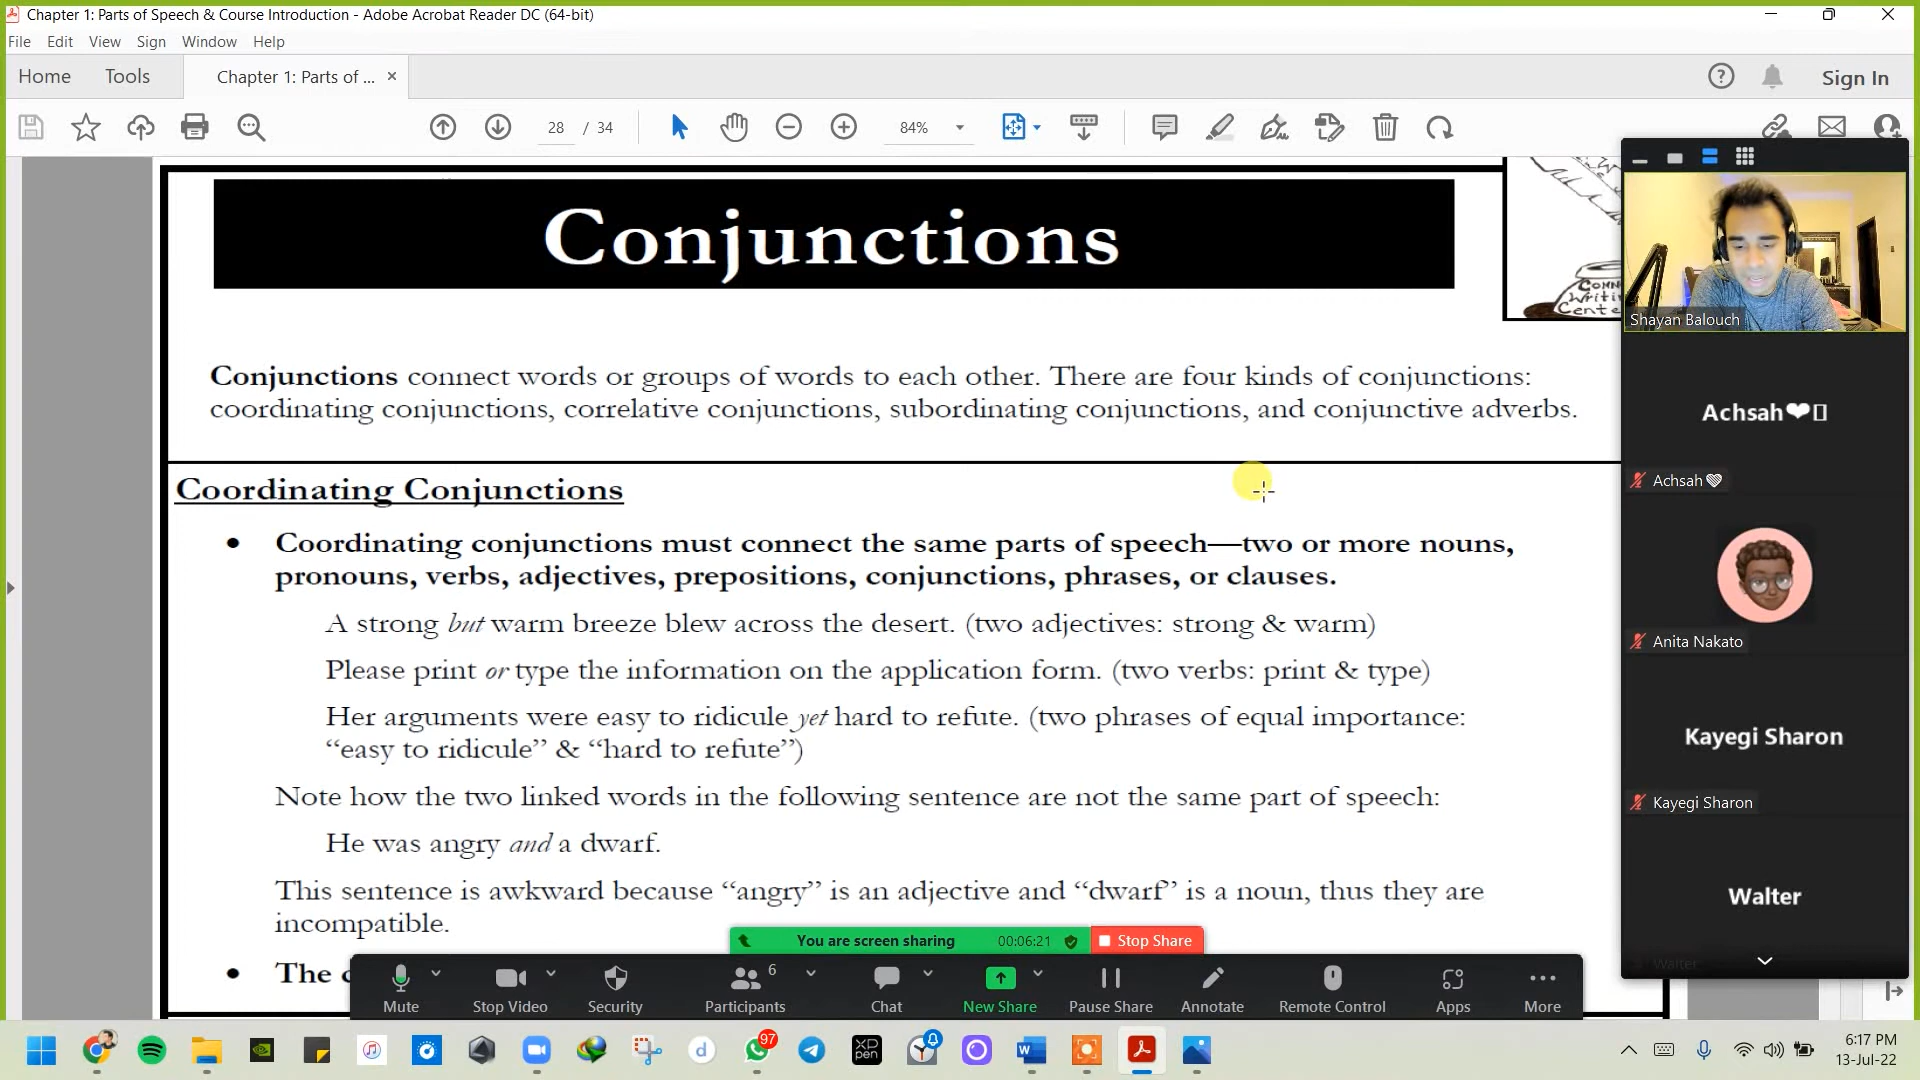 Chapter 1: Parts of Speech & Course Introduction - Adobe Acrobat Reader DC (64-bit)
File Edit View Sign Window Help
Home Tools Chapter 1: Parts of ... Sign In
28 / 34 84%
Conjunctions
Conjunctions connect words or groups of words to each other. There are four kinds of conjunctions:
coordinating conjunctions, correlative conjunctions, subordinating conjunctions, and conjunctive adverbs.
Coordinating Conjunctions
• Coordinating conjunctions must connect the same parts of speech—two or more nouns,
pronouns, verbs, adjectives, prepositions, conjunctions, phrases, or clauses.
A strong but warm breeze blew across the desert. (two adjectives: strong & warm)
Please print or type the information on the application form. (two verbs: print & type)
Her arguments were easy to ridicule yet hard to refute. (two phrases of equal importance:
“easy to ridicule” & “hard to refute”)
Note how the two linked words in the following sentence are not the same part of speech:
He was angry and a dwarf.
This sentence is awkward because “angry” is an adjective and “dwarf” is a noun, thus they are
incompatible.
• The
Shayan Balouch
Achsah❤
Achsah
Anita Nakato
Kayegi Sharon
Kayegi Sharon
Walter
Walter
You are screen sharing 00:06:21 Stop Share
6
Mute Stop Video Security Participants Chat New Share Pause Share Annotate Remote Control Apps More
97
XP
PEN
6:17 PM
13-Jul-22